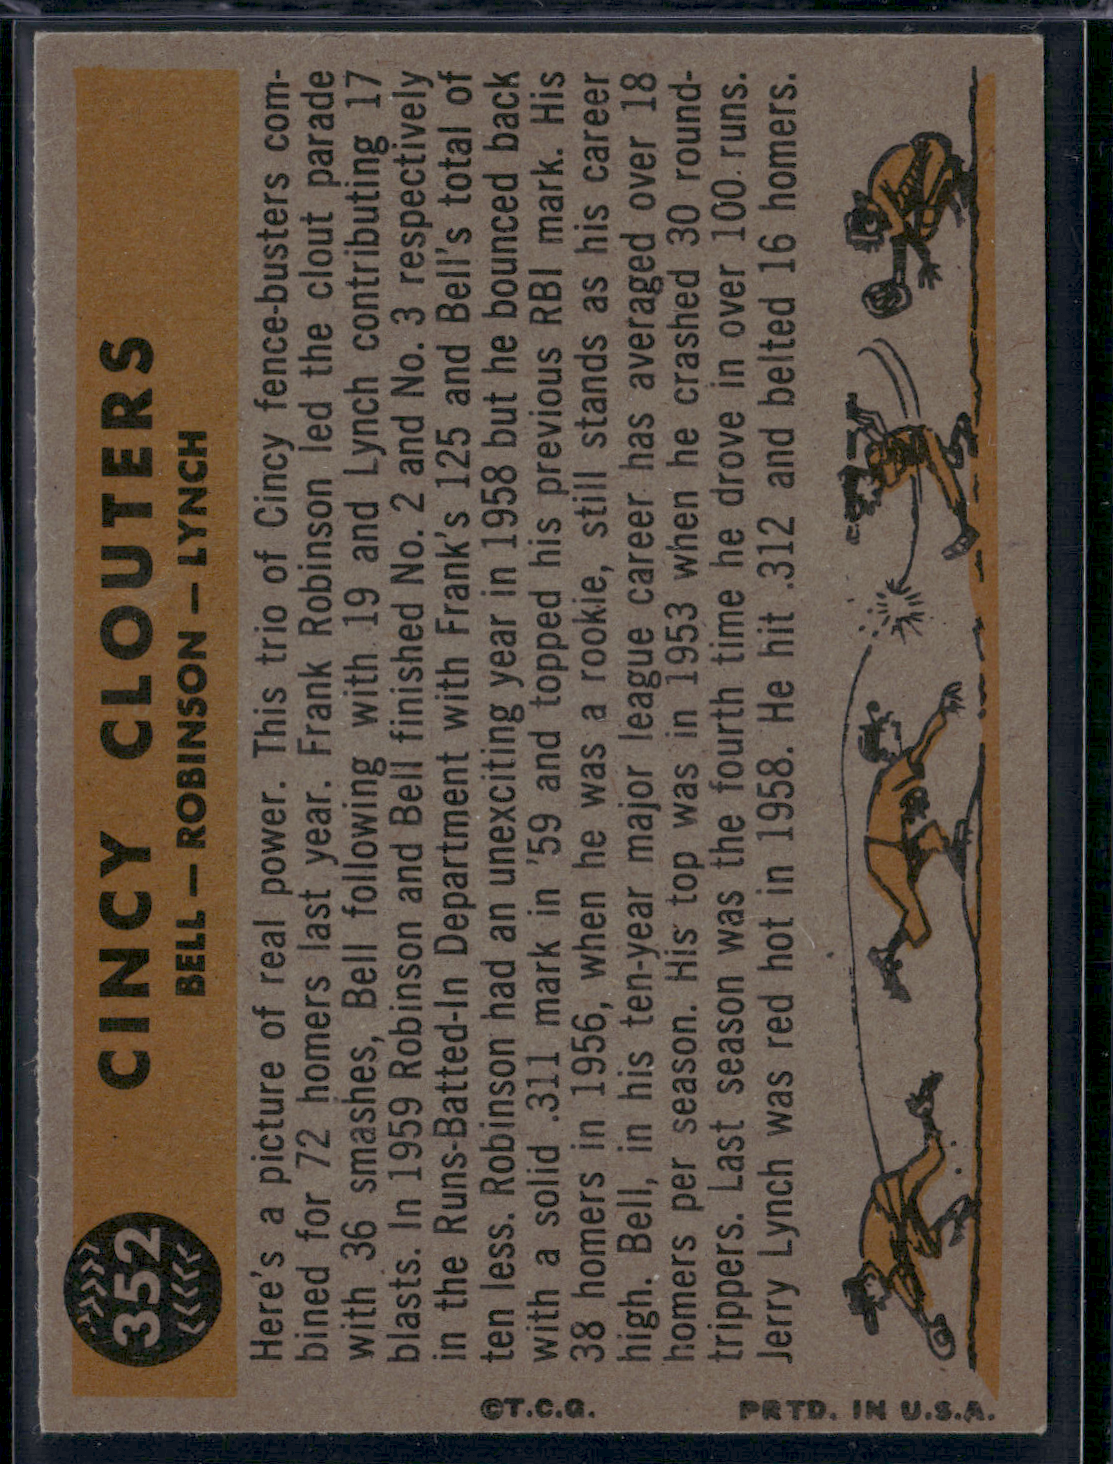 352
CINCY CLOUTERS
BELL — ROBINSON — LYNCH
Here's a picture of real power. This trio of Cincy fence-busters com-
bined for 72 homers last year. Frank Robinson led the clout parade
with 36 smashes, Bell following with 19 and Lynch contributing 17
blasts. In 1959 Robinson and Bell finished No. 2 and No. 3 respectively
in the Runs-Batted-In Department with Frank's 125 and Bell's total of
ten less. Robinson had an unexciting year in 1958 but he bounced back
with a solid .311 mark in '59 and topped his previous RBI mark. His
38 homers in 1956, when he was a rookie, still stands as his career
high. Bell, in his ten-year major league career has averaged over 18
homers per season. His top was in 1953 when he crashed 30 round-
trippers. Last season was the fourth time he drove in over 100 runs.
Jerry Lynch was red hot in 1958. He hit .312 and belted 16 homers.
©T.C.G.
PRTD. IN U.S.A.